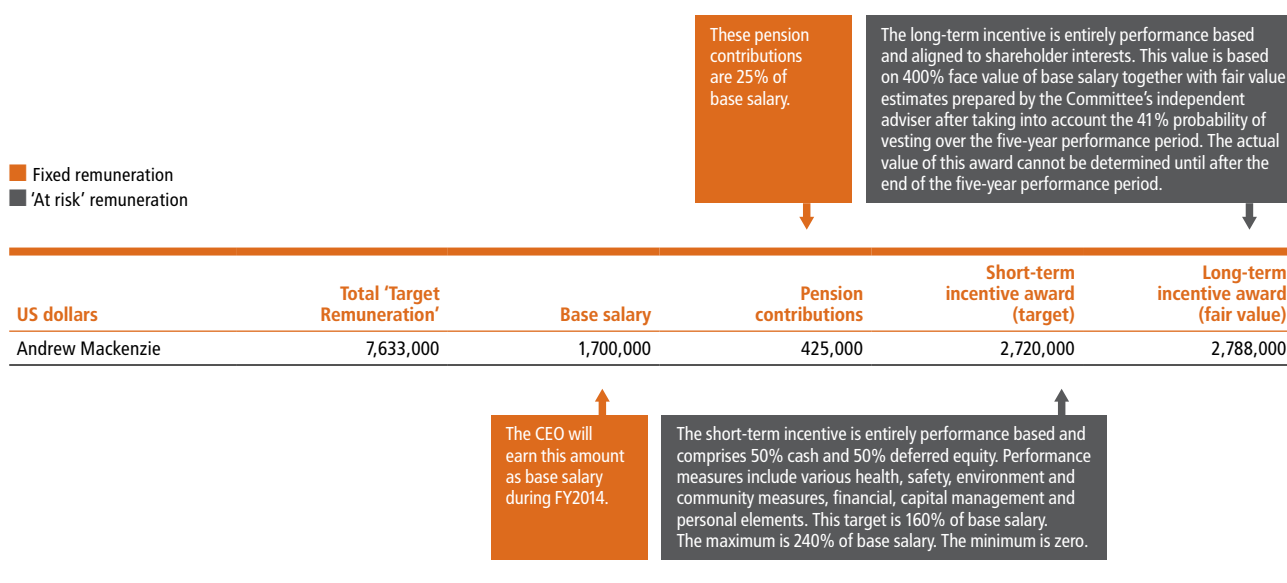 These pension
contributions
are 25% of
base salary.
The long-term incentive is entirely performance based
and aligned to shareholder interests. This value is based
on 400% face value of base salary together with fair value
estimates prepared by the Committee's independent
adviser after taking into account the 41% probability of
vesting over the five-year performance period. The actual
value of this award cannot be determined until after the
end of the five-year performance period.
Fixed remuneration
'At risk' remuneration
US dollars
Total 'Target
Remuneration'
Base salary
Pension
contributions
Short-term
incentive award
(target)
Long-term
incentive award
(fair value)
Andrew Mackenzie 7,633,000 1,700,000 425,000 2,720,000 2,788,000
The CEO will
earn this amount
as base salary
during FY2014.
The short-term incentive is entirely performance based and
comprises 50% cash and 50% deferred equity. Performance
measures include various health, safety, environment and
community measures, financial, capital management and
personal elements. This target is 160% of base salary.
The maximum is 240% of base salary. The minimum is zero.